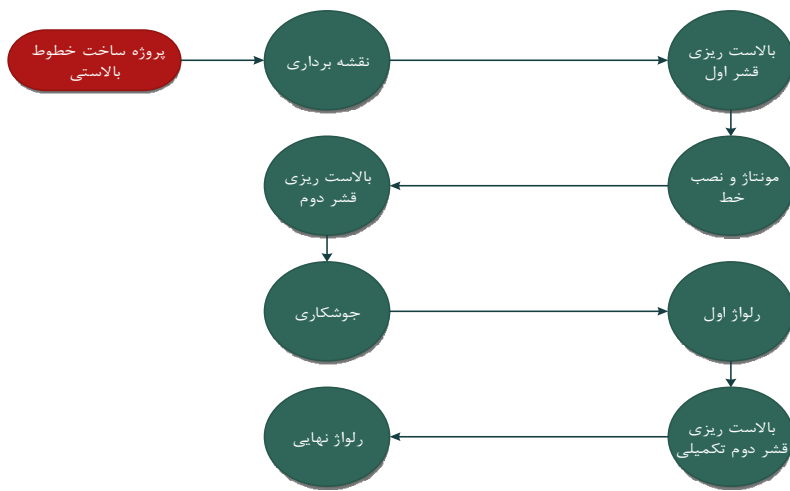 پروژه ساخت خطوط
بالاستی
نقشه برداری
بالاست ریزی
قشر اول
مونتاژ و نصب
خط
بالاست ریزی
قشر دوم
جوشکاری
رلواژ اول
بالاست ریزی
قشر دوم تکمیلی
رلواژ نهایی